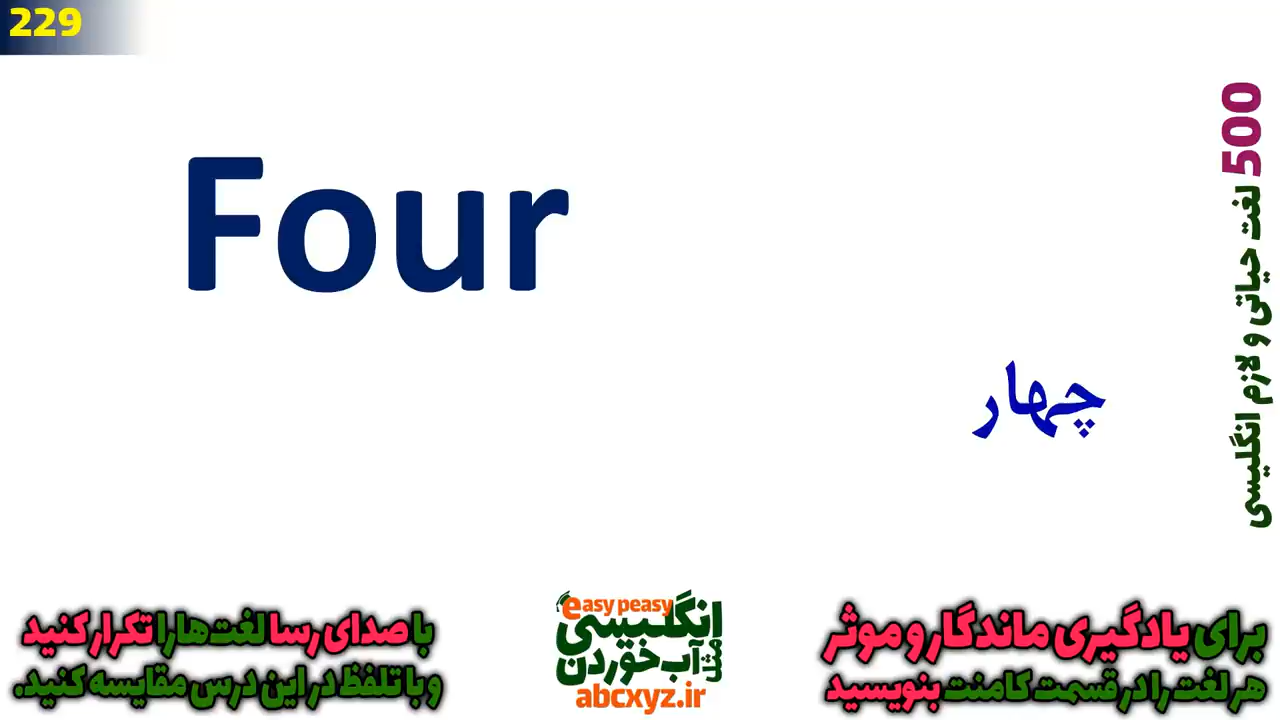 229
Four
چهار
500 لغت حیاتی و لازم انگلیسی
با صدای رسا لغت‌ها را تکرار کنید
و با تلفظ در این درس مقایسه کنید.
easy peasy
انگلیسی
مثل آب خوردن
abcxyz.ir
برای یادگیری ماندگار و موثر
هر لغت را در قسمت کامنت بنویسید